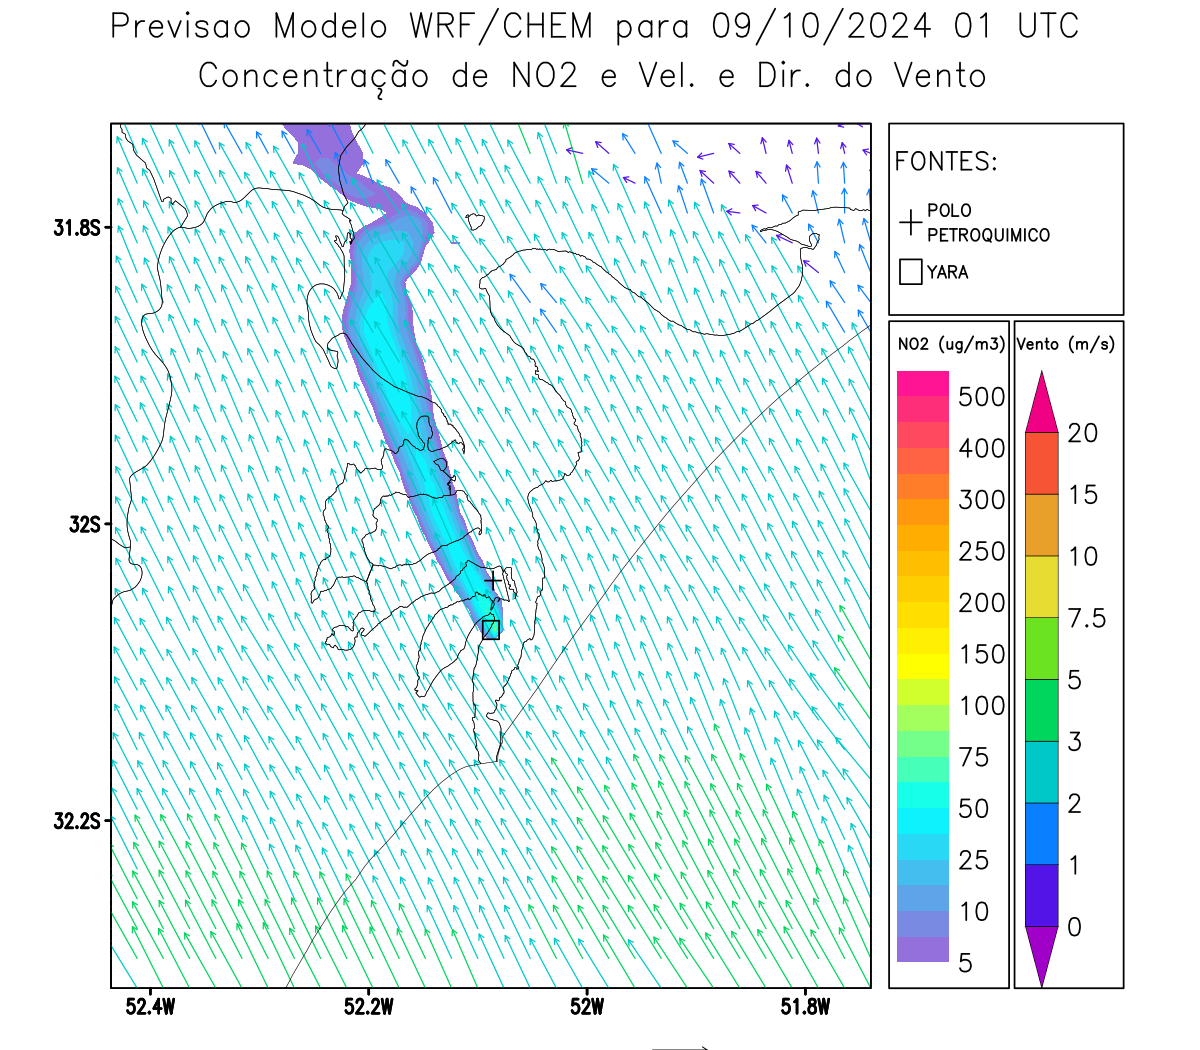 Previsao Modelo WRF/CHEM para 09/10/2024 01 UTC
Concentração de NO2 e Vel. e Dir. do Vento
FONTES:
POLO
PETROQUIMICO
YARA
NO2 (ug/m3)
500
400
300
250
200
150
100
75
50
25
10
5
Vento (m/s)
20
15
10
7.5
5
3
2
1
0
31.8S
32S
32.2S
52.4W
52.2W
52W
51.8W